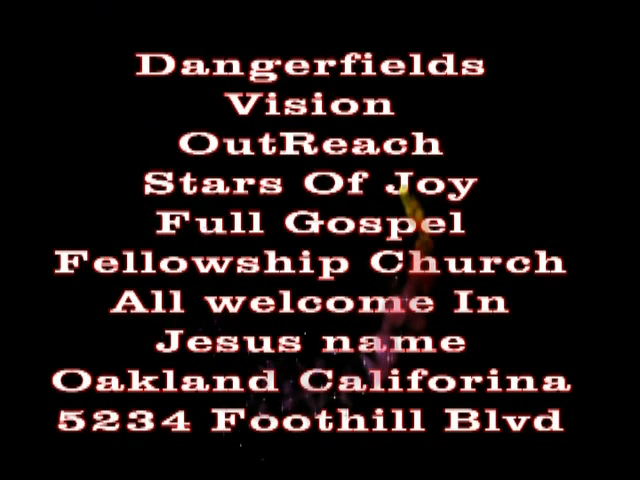 Dangerfields
Vision
OutReach
Stars Of Joy
Full Gospel
Fellowship Church
All welcome In
Jesus name
Oakland Califorina
5234 Foothill Blvd